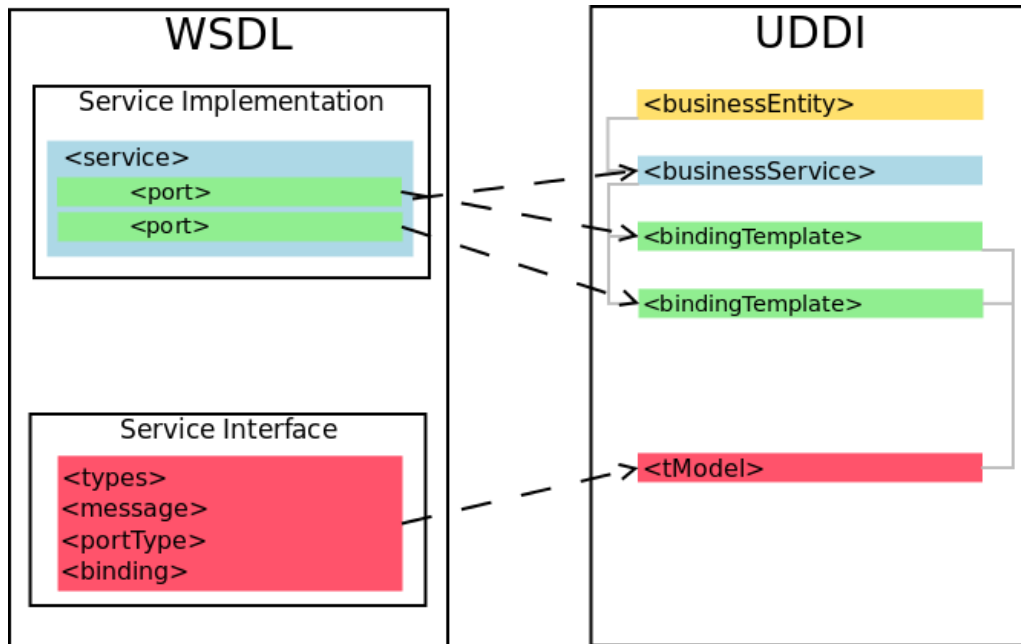 WSDL
Service Implementation
<service>
<port>
<port>
Service Interface
<types>
<message>
<portType>
<binding>
UDDI
<businessEntity>
<businessService>
<bindingTemplate>
<bindingTemplate>
<tModel>